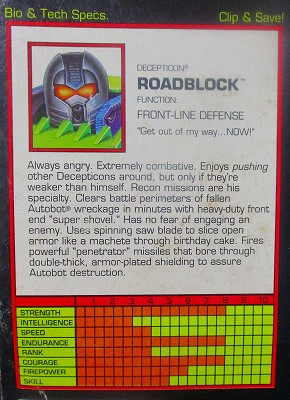 Bio & Tech Specs.
Clip & Save!
DECEPTICON®
ROADBLOCK™
FUNCTION:
FRONT-LINE DEFENSE
"Get out of my way...NOW!"
Always angry. Extremely combative. Enjoys pushing
other Decepticons around, but only if they're
weaker than himself. Recon missions are his
specialty. Clears battle perimeters of fallen
Autobot® wreckage in minutes with heavy-duty front
end "super shovel." Has no fear of engaging an
enemy. Uses spinning saw blade to slice open
armor like a machete through birthday cake. Fires
powerful "penetrator" missiles that bore through
double-thick, armor-plated shielding to assure
Autobot destruction.
1 2 3 4 5 6 7 8 9 10
STRENGTH
INTELLIGENCE
SPEED
ENDURANCE
RANK
COURAGE
FIREPOWER
SKILL